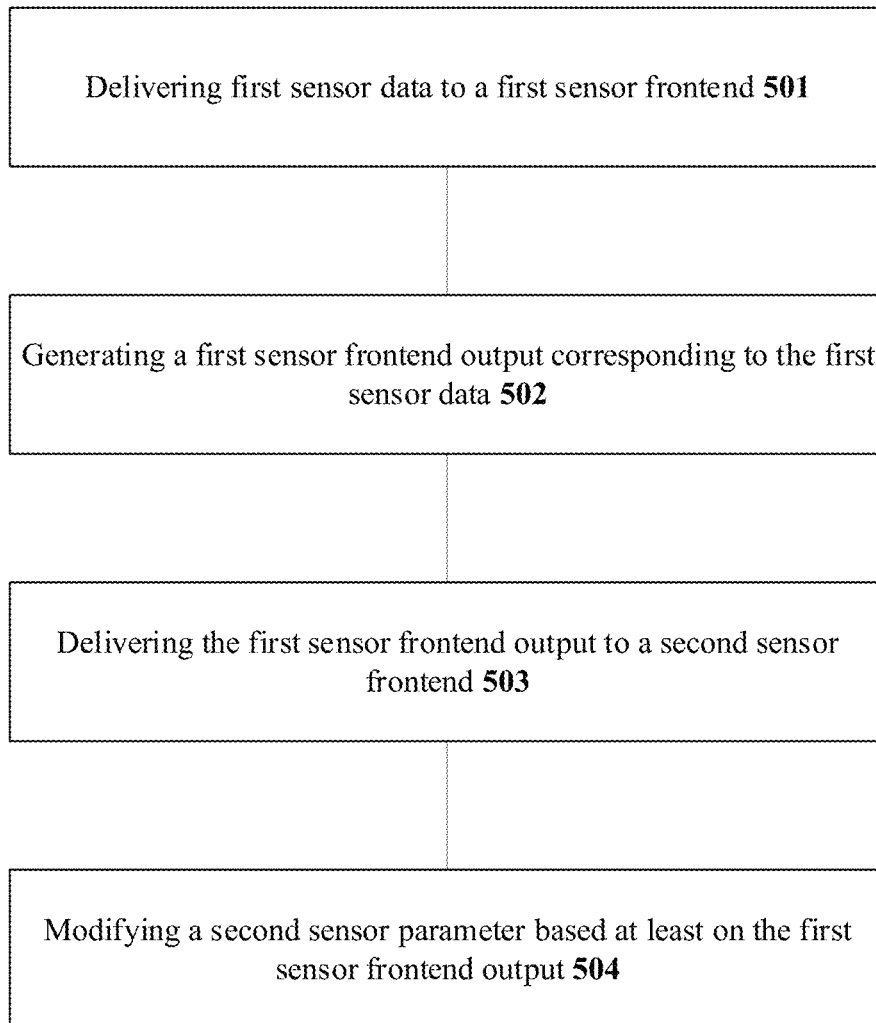 Delivering first sensor data to a first sensor frontend 501
Generating a first sensor frontend output corresponding to the first
sensor data 502
Delivering the first sensor frontend output to a second sensor
frontend 503
Modifying a second sensor parameter based at least on the first
sensor frontend output 504